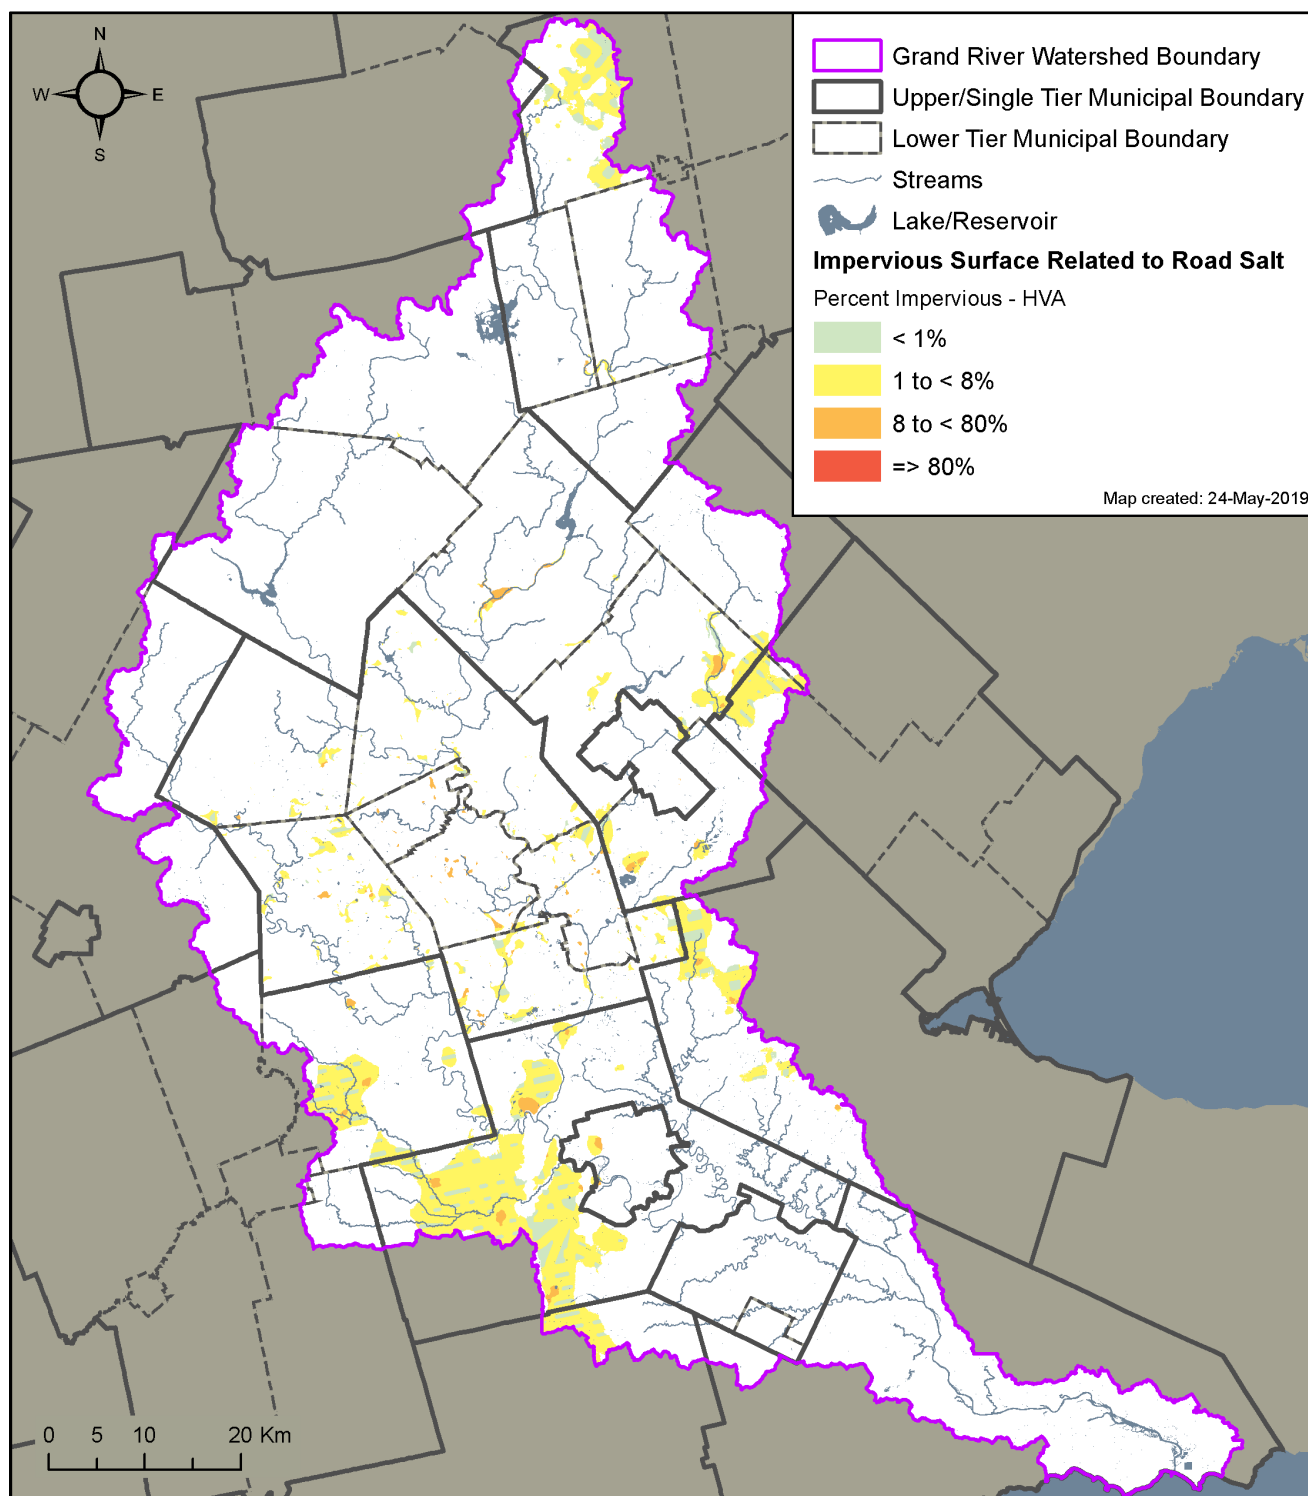 N
W E
S
Grand River Watershed Boundary
Upper/Single Tier Municipal Boundary
Lower Tier Municipal Boundary
Streams
Lake/Reservoir
Impervious Surface Related to Road Salt
Percent Impervious - HVA
< 1%
1 to < 8%
8 to < 80%
=> 80%
Map created: 24-May-2019
0 5 10 20 Km